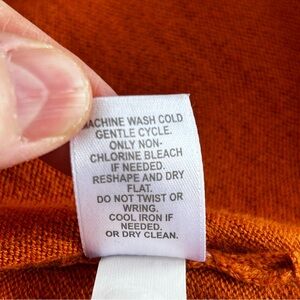 MACHINE WASH COLD
GENTLE CYCLE.
ONLY NON-
CHLORINE BLEACH
IF NEEDED.
RESHAPE AND DRY
FLAT.
DO NOT TWIST OR
WRING.
COOL IRON IF
NEEDED.
OR DRY CLEAN.